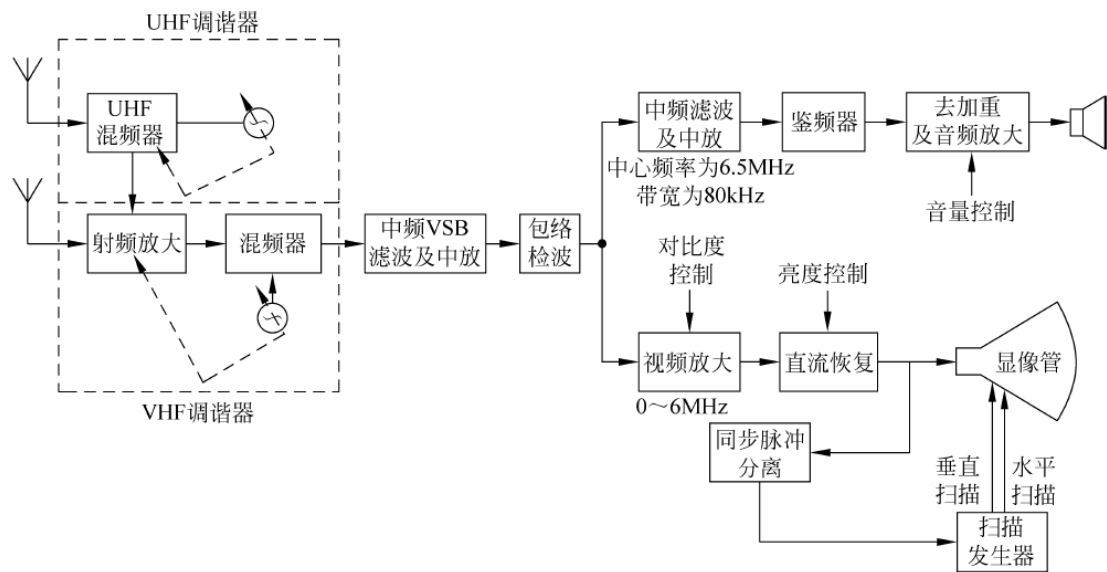 UHF调谐器
UHF
混频器
中频滤波
及中放
鉴频器
去加重
及音频放大
中心频率为6.5MHz
带宽为80kHz
音量控制
射频放大
混频器
中频VSB
滤波及中放
包络
检波
对比度
控制
亮度控制
视频放大
直流恢复
显像管
0～6MHz
VHF调谐器
同步脉冲
分离
垂直
扫描
水平
扫描
扫描
发生器